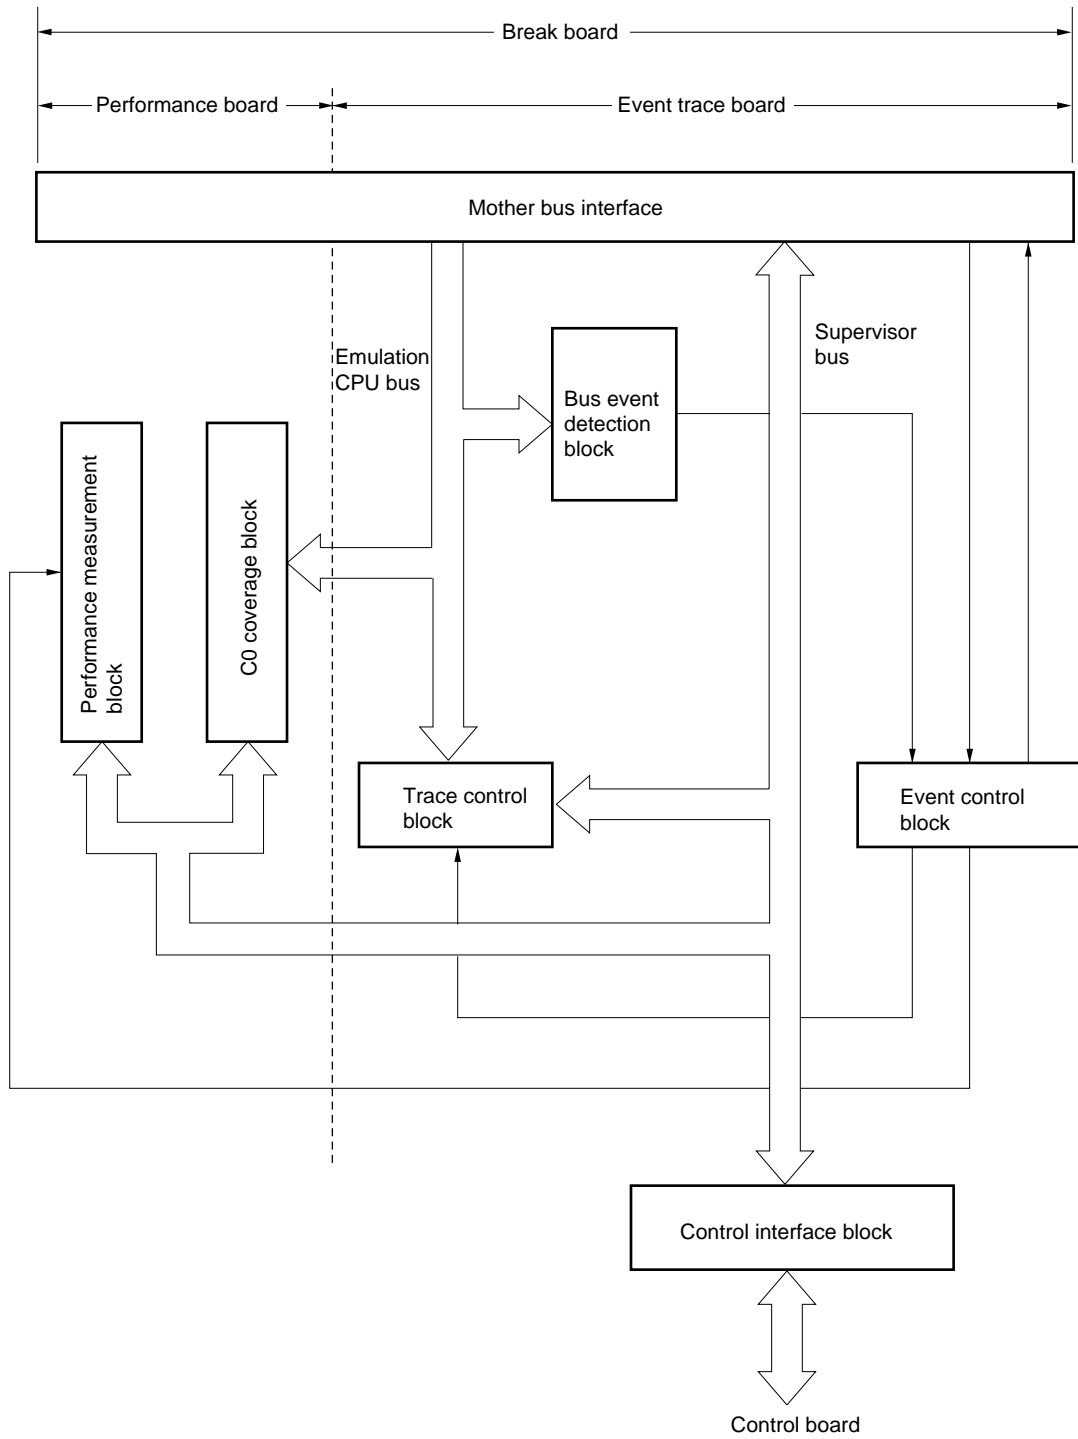 Break board
Performance board
Event trace board
Mother bus interface
Emulation
CPU bus
Supervisor
bus
Bus event
detection
block
Performance measurement
block
C0 coverage block
Trace control
block
Event control
block
Control interface block
Control board